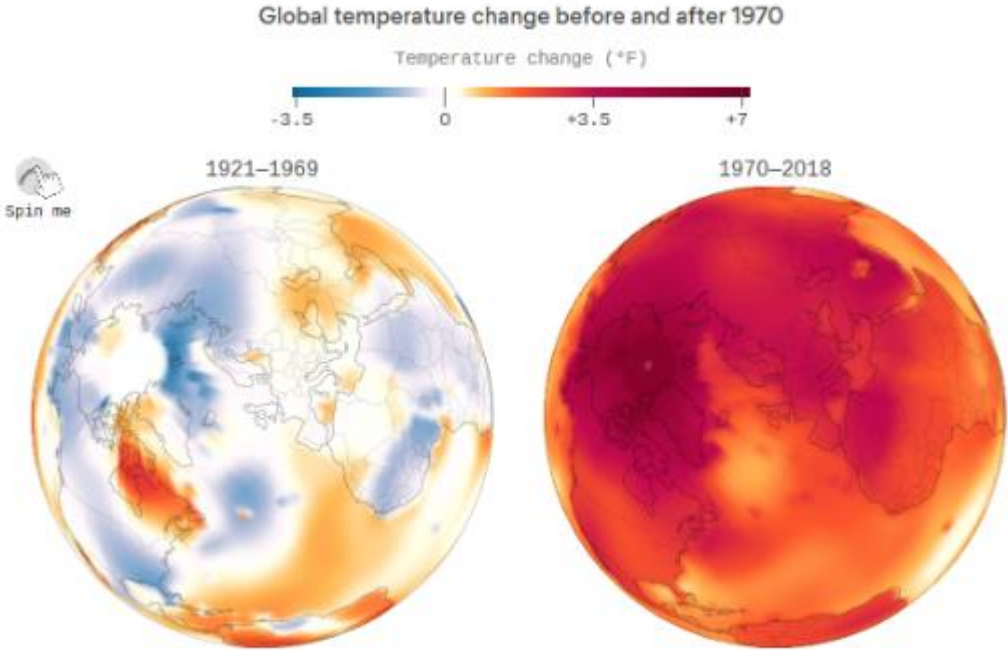 Global temperature change before and after 1970
Temperature change (°F)
-3.5 0 +3.5 +7
1921—1969 1970—2018
Spin me